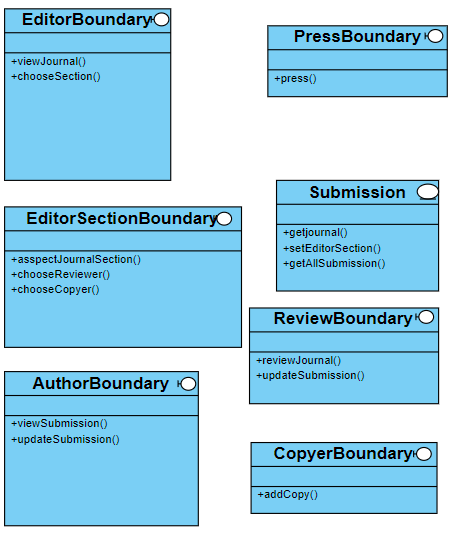 EditorBoundary
+viewJournal()
+chooseSection()
PressBoundary
+press()
EditorSectionBoundary
+asspectJournalSection()
+chooseReviewer()
+chooseCopyer()
Submission
+getjournal()
+setEditorSection()
+getAllSubmission()
ReviewBoundary
+reviewJournal()
+updateSubmission()
AuthorBoundary
+viewSubmission()
+updateSubmission()
CopyerBoundary
+addCopy()